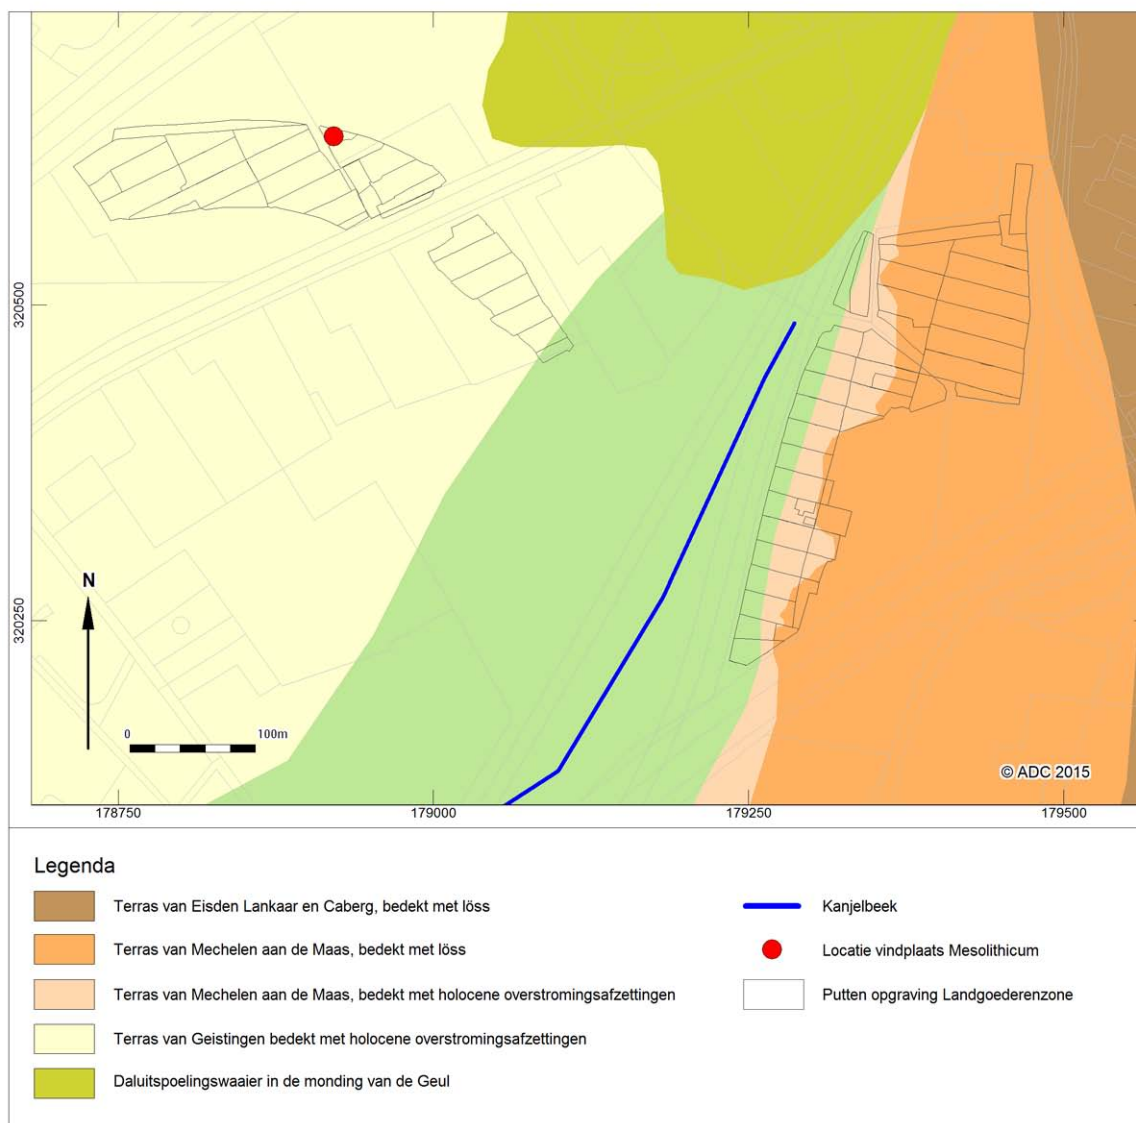 320500
320250
N
0 100m
© ADC 2015
178750 179000 179250 179500
Legenda
Terras van Eisden Lankaar en Caberg, bedekt met löss
Terras van Mechelen aan de Maas, bedekt met löss
Terras van Mechelen aan de Maas, bedekt met holocene overstromingsafzettingen
Terras van Geistingen bedekt met holocene overstromingsafzettingen
Daluitspoelingswaaier in de monding van de Geul
Kanjelbeek
Locatie vindplaats Mesolithicum
Putten opgraving Landgoederenzone